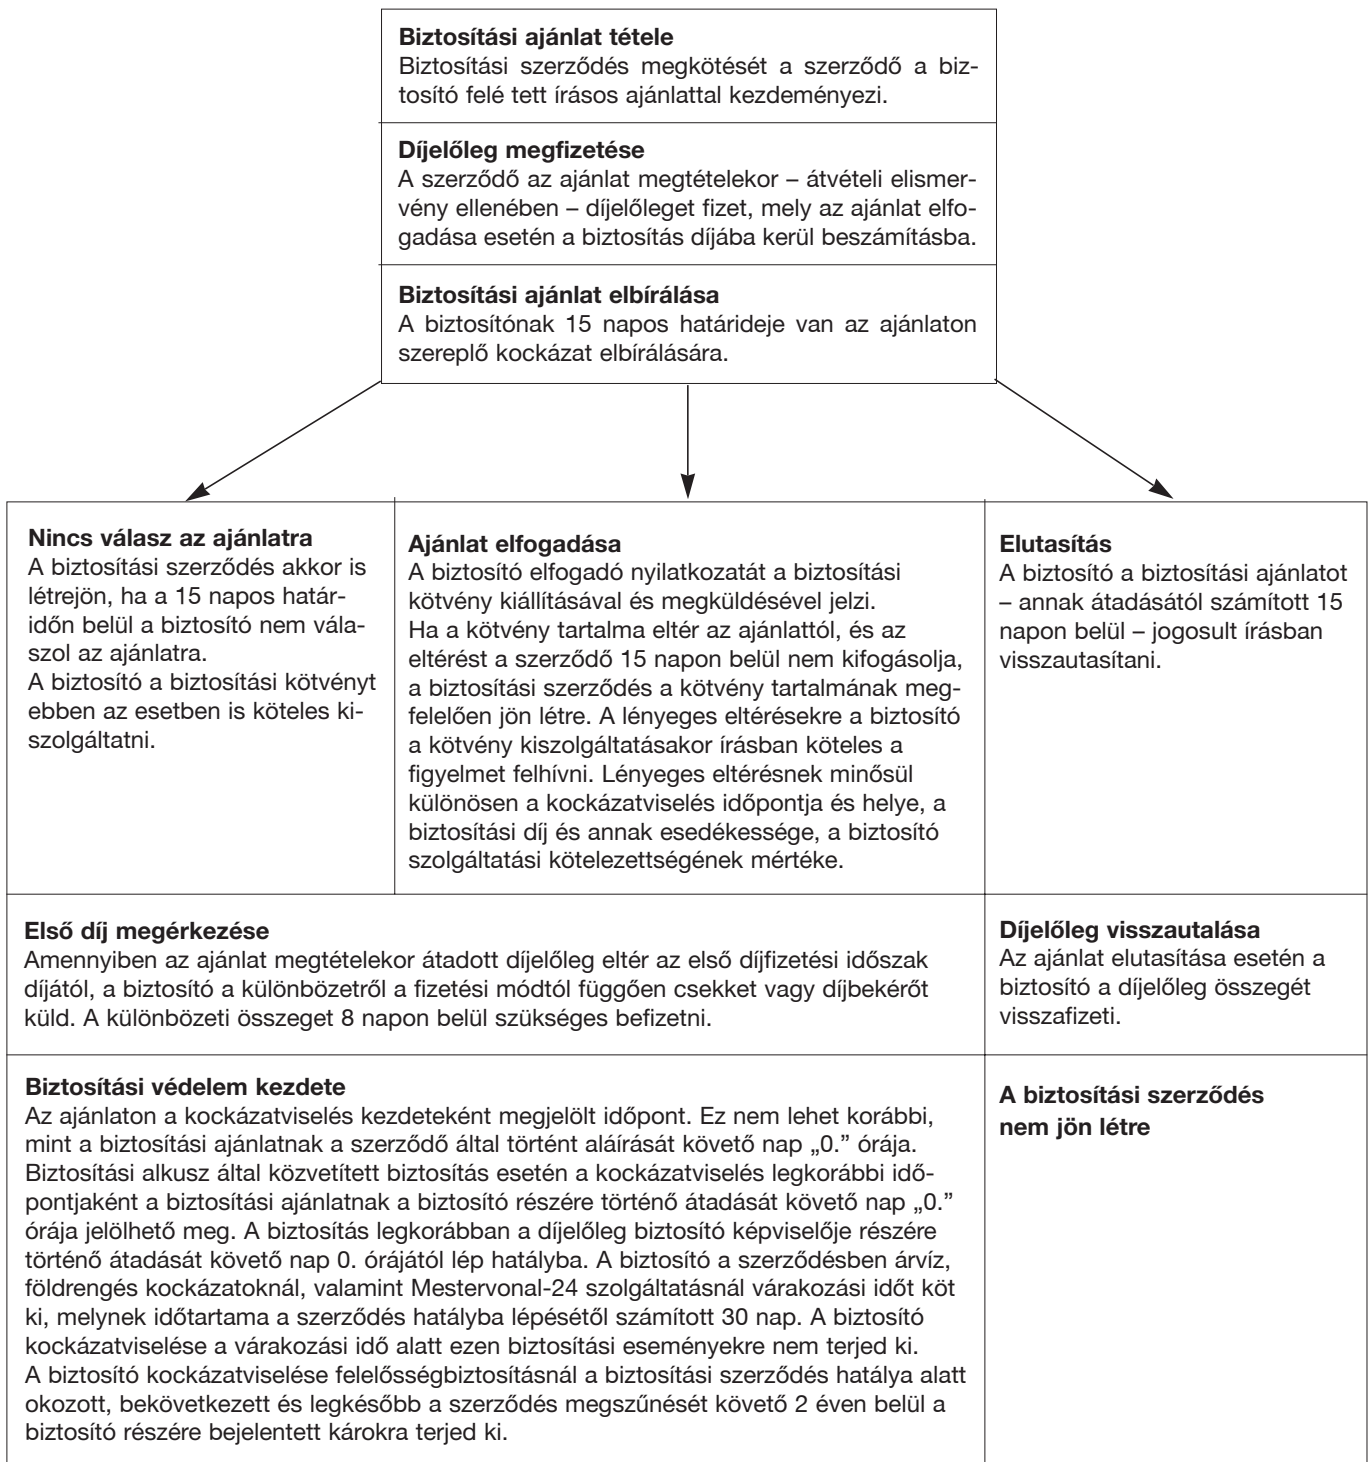 Biztosítási ajánlat tétele
Biztosítási szerződés megkötését a szerződő a biz-
tosító felé tett írásos ajánlattal kezdeményezi.
Díjelőleg megfizetése
A szerződő az ajánlat megtételekor – átvételi elismer-
vény ellenében – díjelőleget fizet, mely az ajánlat elfo-
gadása esetén a biztosítás díjába kerül beszámításba.
Biztosítási ajánlat elbírálása
A biztosítónak 15 napos határideje van az ajánlaton
szereplő kockázat elbírálására.
Nincs válasz az ajánlatra
A biztosítási szerződés akkor is
létrejön, ha a 15 napos határ-
időn belül a biztosító nem vála-
szol az ajánlatra.
A biztosító a biztosítási kötvényt
ebben az esetben is köteles ki-
szolgáltatni.
Ajánlat elfogadása
A biztosító elfogadó nyilatkozatát a biztosítási
kötvény kiállításával és megküldésével jelzi.
Ha a kötvény tartalma eltér az ajánlattól, és az
eltérést a szerződő 15 napon belül nem kifogásolja,
a biztosítási szerződés a kötvény tartalmának meg-
felelően jön létre. A lényeges eltérésekre a biztosító
a kötvény kiszolgáltatásakor írásban köteles a
figyelmet felhívni. Lényeges eltérésnek minősül
különösen a kockázatviselés időpontja és helye, a
biztosítási díj és annak esedékessége, a biztosító
szolgáltatási kötelezettségének mértéke.
Elutasítás
A biztosító a biztosítási ajánlatot
– annak átadásától számított 15
napon belül – jogosult írásban
visszautasítani.
Első díj megérkezése
Amennyiben az ajánlat megtételekor átadott díjelőleg eltér az első díjfizetési időszak
díjától, a biztosító a különbözetről a fizetési módtól függően csekket vagy díjbekérőt
küld. A különbözeti összeget 8 napon belül szükséges befizetni.
Díjelőleg visszautalása
Az ajánlat elutasítása esetén a
biztosító a díjelőleg összegét
visszafizeti.
Biztosítási védelem kezdete
Az ajánlaton a kockázatviselés kezdeteként megjelölt időpont. Ez nem lehet korábbi,
mint a biztosítási ajánlatnak a szerződő által történt aláírását követő nap „0.” órája.
Biztosítási alkusz által közvetített biztosítás esetén a kockázatviselés legkorábbi idő-
pontjaként a biztosítási ajánlatnak a biztosító részére történő átadását követő nap „0.”
órája jelölhető meg. A biztosítás legkorábban a díjelőleg biztosító képviselője részére
történő átadását követő nap 0. órájától lép hatályba. A biztosító a szerződésben árvíz,
földrengés kockázatoknál, valamint Mestervonal-24 szolgáltatásnál várakozási időt köt
ki, melynek időtartama a szerződés hatályba lépésétől számított 30 nap. A biztosító
kockázatviselése a várakozási idő alatt ezen biztosítási eseményekre nem terjed ki.
A biztosító kockázatviselése felelősségbiztosításnál a biztosítási szerződés hatálya alatt
okozott, bekövetkezett és legkésőbb a szerződés megszűnését követő 2 éven belül a
biztosító részére bejelentett károkra terjed ki.
A biztosítási szerződés
nem jön létre